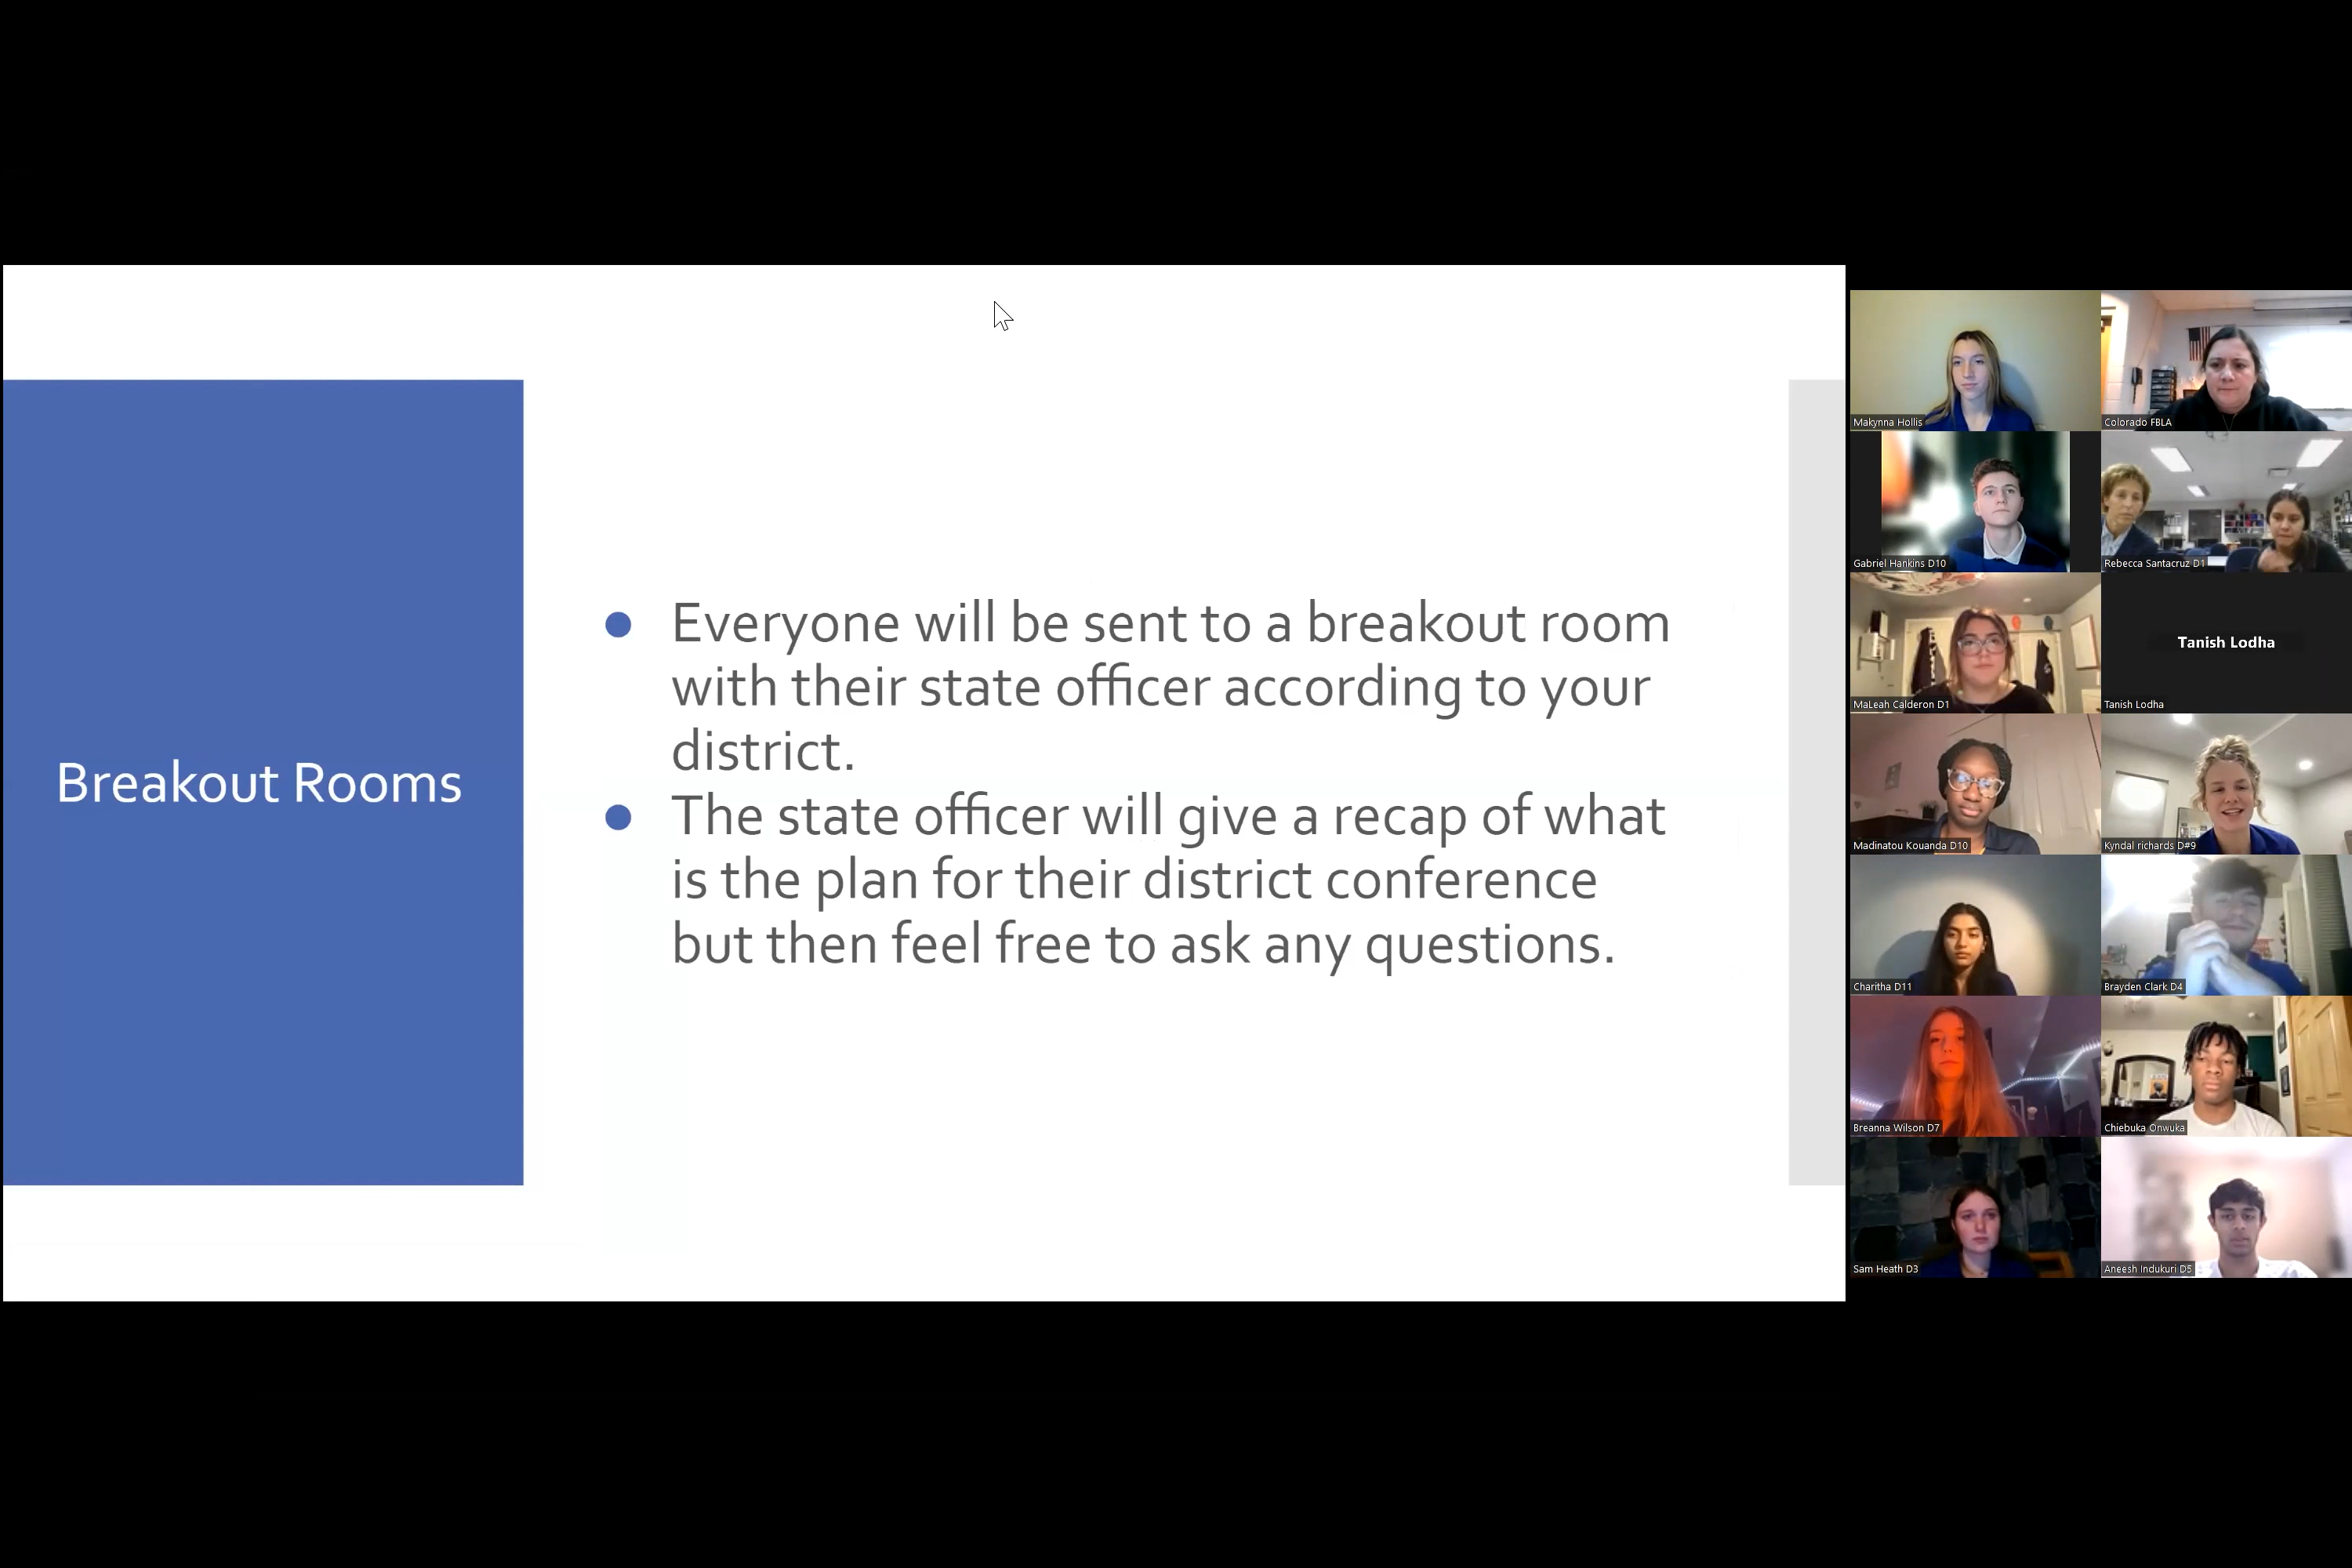 Breakout Rooms
Everyone will be sent to a breakout room
with their state officer according to your
district.
The state officer will give a recap of what
is the plan for their district conference
but then feel free to ask any questions.
Makynna Hollis
Colorado FBLA
Gabriel Hankins D10
Rebecca Santacruz D1
MaLeah Calderon D1
Tanish Lodha
Tanish Lodha
Madinatou Kouanda D10
Kyndal richards D#9
Charitha D11
Brayden Clark D4
Breanna Wilson D7
Chiebuka Onwuka
Sam Heath D3
Aneesh Indukuri D5